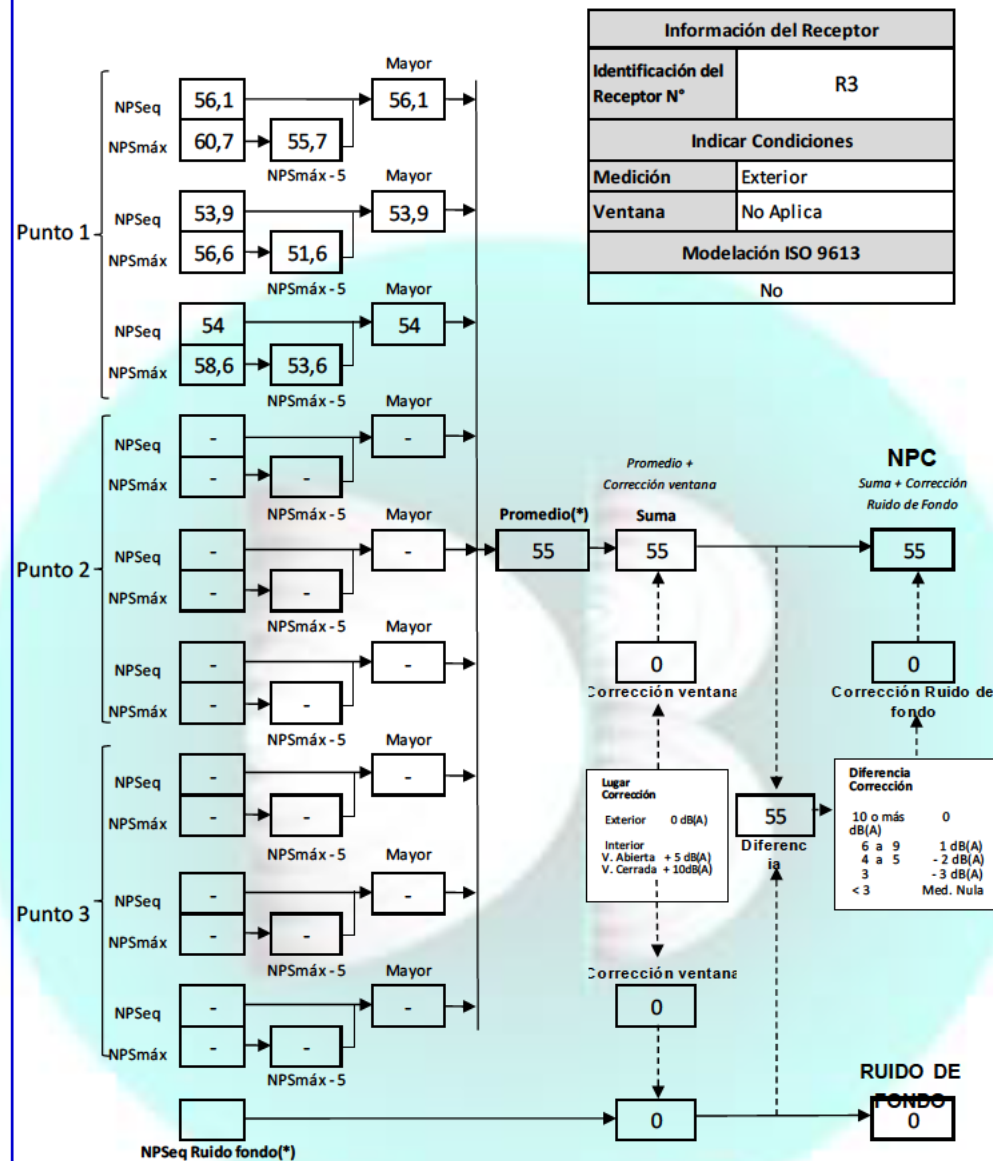 Información del Receptor
Identificación del Receptor N° R3
Indicar Condiciones
Medición Exterior
Ventana No Aplica
Modelación ISO 9613
No
Punto 1
Mayor
NPSeq 56,1 56,1
NPSmáx 60,7 55,7
NPSmáx - 5
Mayor
NPSeq 53,9 53,9
NPSmáx 56,6 51,6
NPSmáx - 5
Mayor
NPSeq 54 54
NPSmáx 58,6 53,6
NPSmáx - 5
Punto 2
Mayor
NPSeq - -
NPSmáx - -
NPSmáx - 5
Mayor
NPSeq - -
NPSmáx - -
NPSmáx - 5
Mayor
NPSeq - -
NPSmáx - -
NPSmáx - 5
Punto 3
Mayor
NPSeq - -
NPSmáx - -
NPSmáx - 5
Mayor
NPSeq - -
NPSmáx - -
NPSmáx - 5
Mayor
NPSeq - -
NPSmáx - -
NPSmáx - 5
NPSeq Ruido fondo(*)
Promedio(*)
55
Promedio +
Corrección ventana
Suma
55
0
Corrección ventana
Lugar
Corrección
Exterior 0 dB(A)
Interior
V. Abierta + 5 dB(A)
V. Cerrada + 10dB(A)
Corrección ventana
0
0
55
Diferenc
ia
NPC
Suma + Corrección
Ruido de Fondo
55
0
Corrección Ruido de
fondo
Diferencia
Corrección
10 o más 0
dB(A)
6 a 9 1 dB(A)
4 a 5 - 2 dB(A)
3 - 3 dB(A)
< 3 Med. Nula
RUIDO DE
FONDO
0